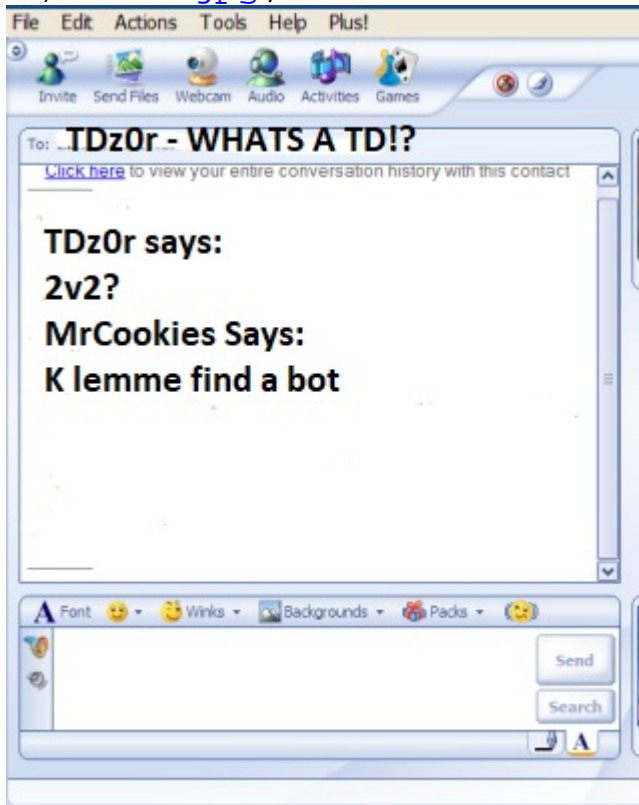 File Edit Actions Tools Help Plus!
Invite Send Files Webcam Audio Activities Games
To: TDz0r - WHATS A TD!?
Click here to view your entire conversation history with this contact
TDz0r says:
2v2?
MrCookies Says:
K lemme find a bot
A Font Winks Backgrounds Packs
Send
Search
A